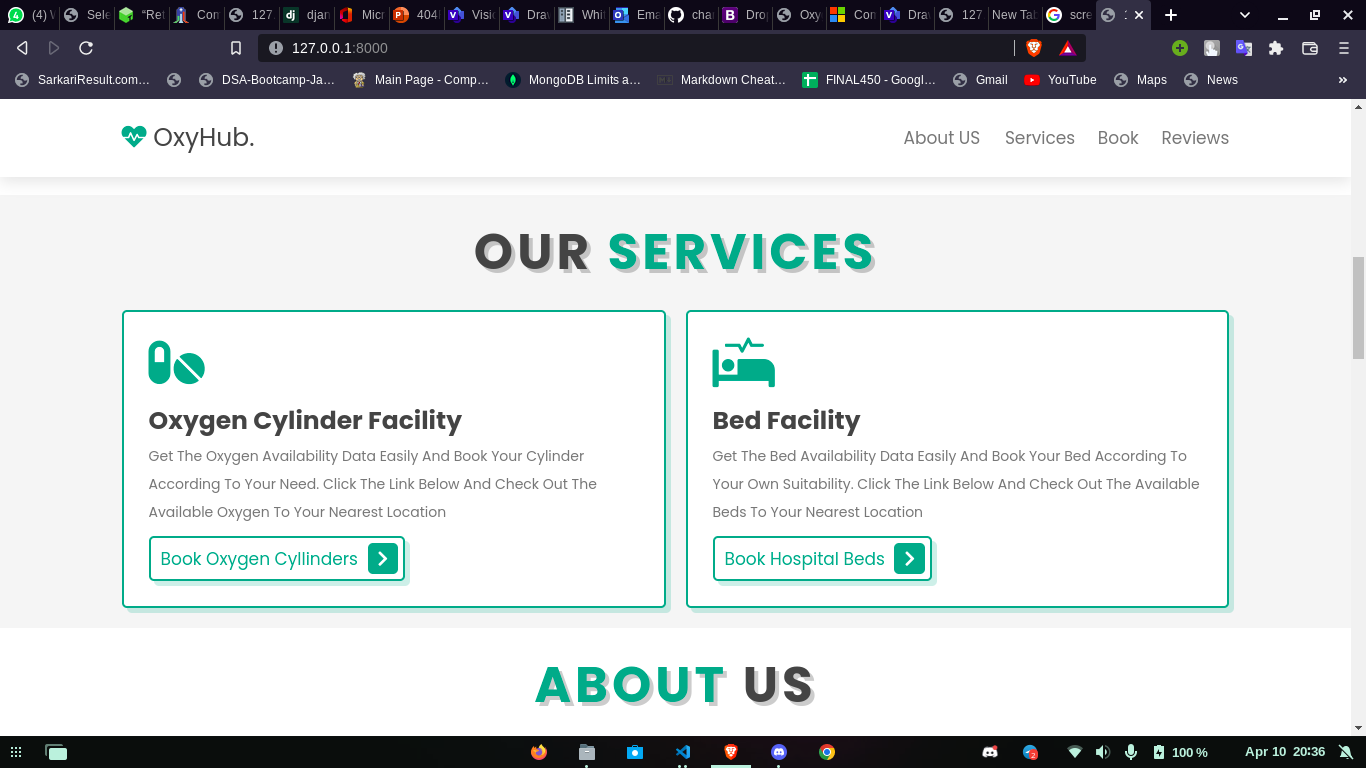 (4) W Sele “Ret Con 127. djan Micr 404 Visio Drav Whit Ema chan Drop Oxy Con Drav 127. New Tab scre
127.0.0.1:8000
SarkariResult.com… DSA-Bootcamp-Ja… Main Page - Comp… MongoDB Limits a… Markdown Cheat… FINAL450 - Googl… Gmail YouTube Maps News »
OxyHub. About US Services Book Reviews
OUR SERVICES
Oxygen Cylinder Facility
Get The Oxygen Availability Data Easily And Book Your Cylinder
According To Your Need. Click The Link Below And Check Out The
Available Oxygen To Your Nearest Location
Book Oxygen Cyllinders
Bed Facility
Get The Bed Availability Data Easily And Book Your Bed According To
Your Own Suitability. Click The Link Below And Check Out The Available
Beds To Your Nearest Location
Book Hospital Beds
ABOUT US
100 % Apr 10 20:36